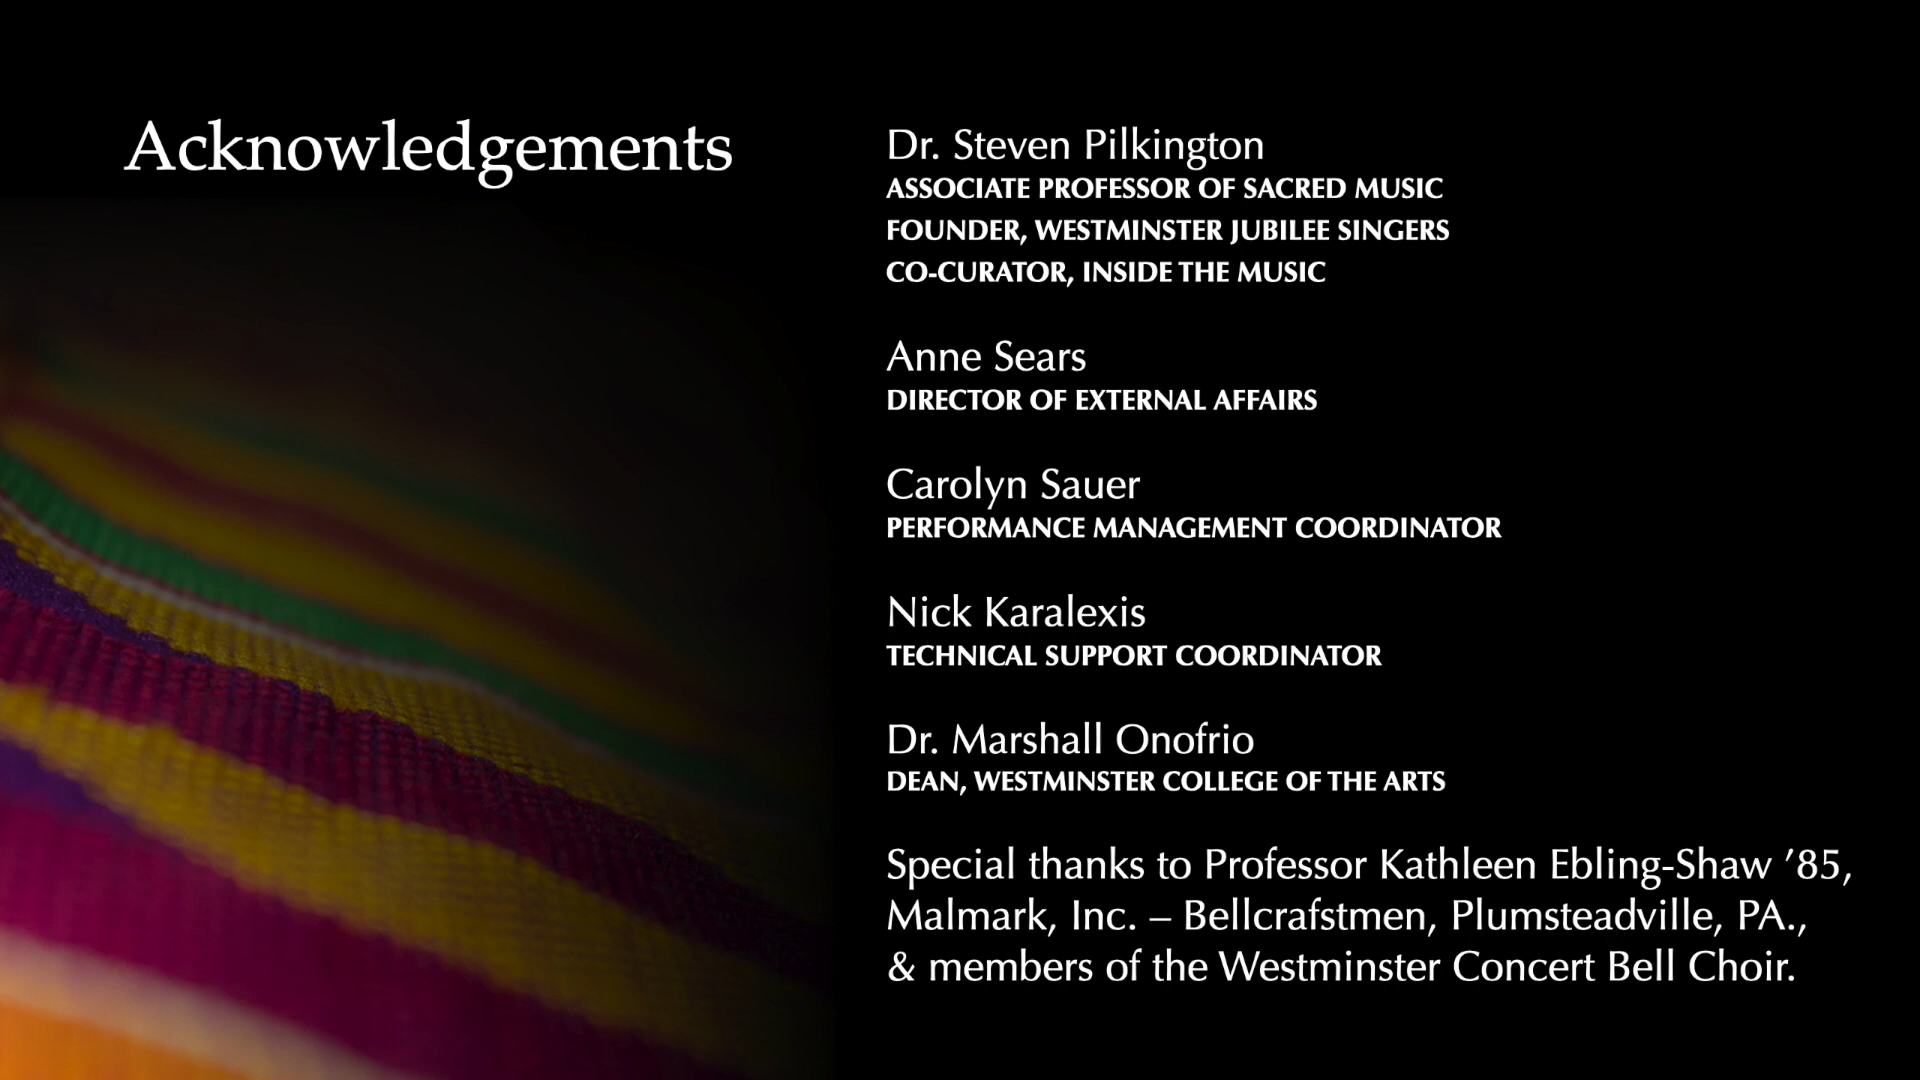 Acknowledgements
Dr. Steven Pilkington
ASSOCIATE PROFESSOR OF SACRED MUSIC
FOUNDER, WESTMINSTER JUBILEE SINGERS
CO-CURATOR, INSIDE THE MUSIC
Anne Sears
DIRECTOR OF EXTERNAL AFFAIRS
Carolyn Sauer
PERFORMANCE MANAGEMENT COORDINATOR
Nick Karalexis
TECHNICAL SUPPORT COORDINATOR
Dr. Marshall Onofrio
DEAN, WESTMINSTER COLLEGE OF THE ARTS
Special thanks to Professor Kathleen Ebling-Shaw ’85,
Malmark, Inc. – Bellcrafstmen, Plumsteadville, PA.,
& members of the Westminster Concert Bell Choir.